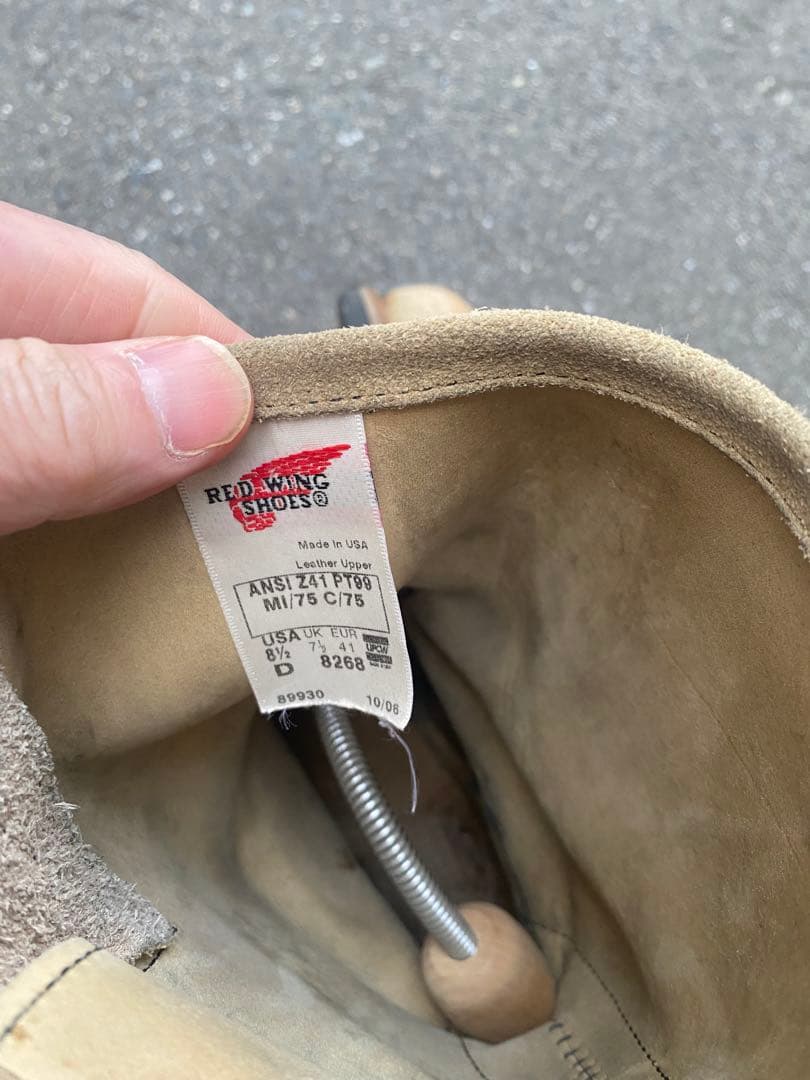 RED WING
SHOES®
Made in USA
Leather Upper
ANSI Z41 PT99
MI/75 C/75
USA UK EUR
8½ 7½ 41
D 8268
UFCW
89930 10/06